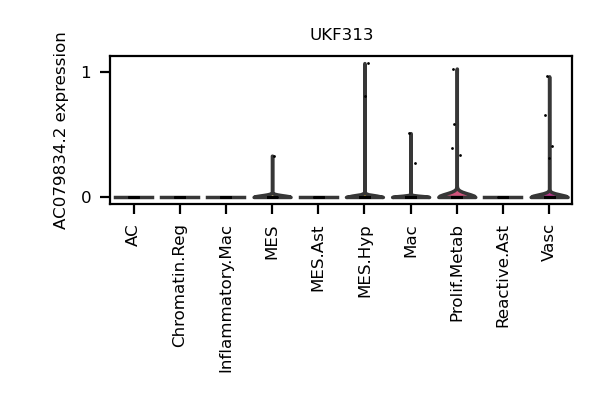 UKF313
AC079834.2 expression
1
0
AC
Chromatin.Reg
Inflammatory.Mac
MES
MES.Ast
MES.Hyp
Mac
Prolif.Metab
Reactive.Ast
Vasc